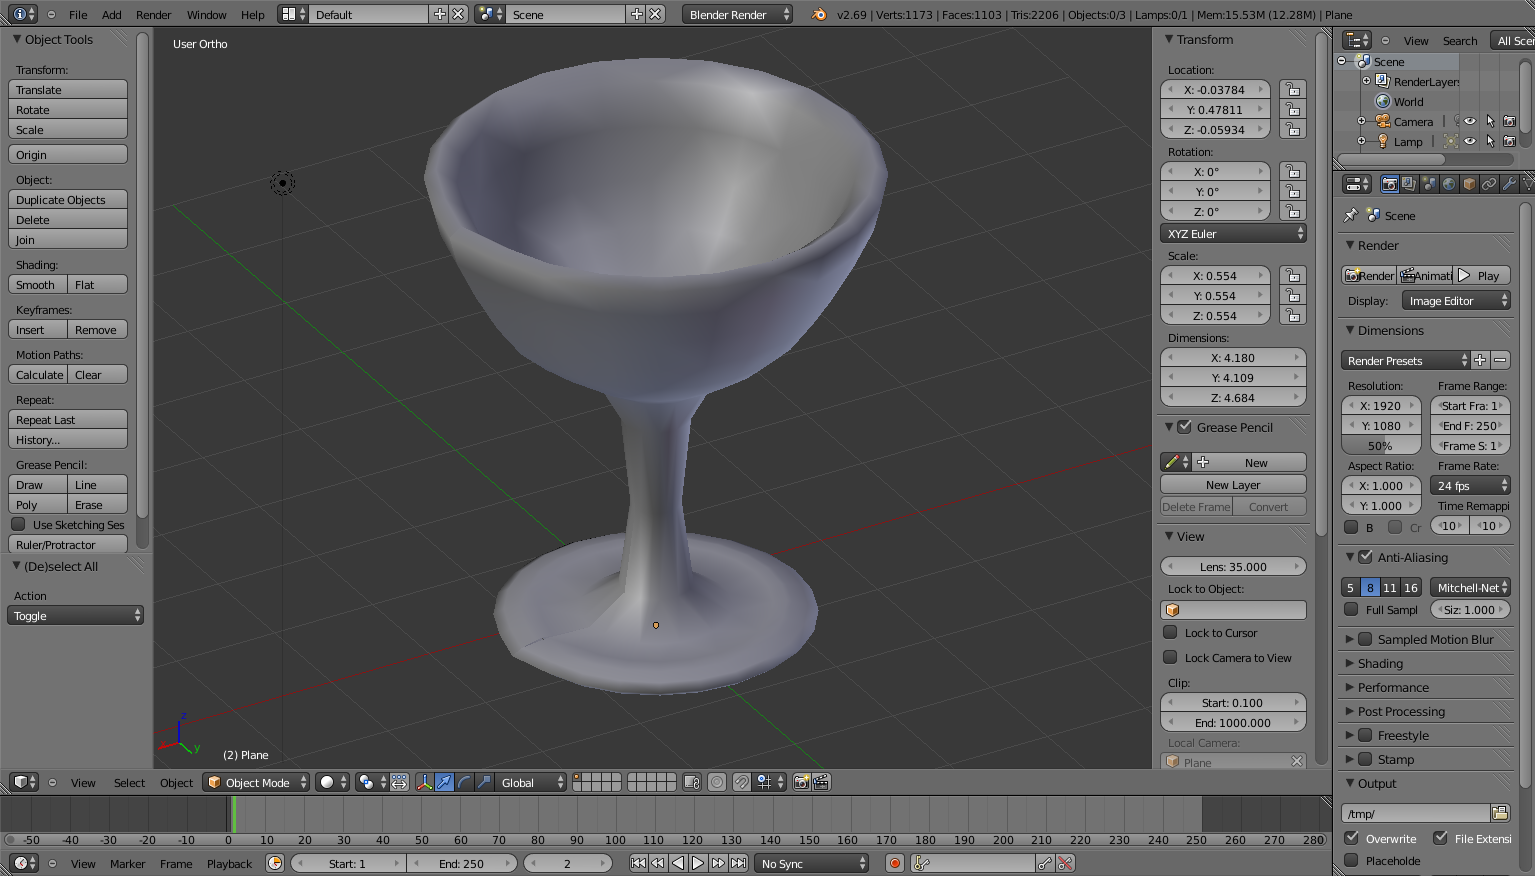 File Add Render Window Help Default Scene Blender Render v2.69 | Verts:1173 | Faces:1103 | Tris:2206 | Objects:0/3 | Lamps:0/1 | Mem:15.53M (12.28M) | Plane
Object Tools
Transform:
Translate
Rotate
Scale
Origin
Object:
Duplicate Objects
Delete
Join
Shading:
Smooth Flat
Keyframes:
Insert Remove
Motion Paths:
Calculate Clear
Repeat:
Repeat Last
History...
Grease Pencil:
Draw Line
Poly Erase
Use Sketching Ses
Ruler/Protractor
(De)select All
Action
Toggle
User Ortho
z
x
y
(2) Plane
Transform
Location:
X: -0.03784
Y: 0.47811
Z: -0.05934
Rotation:
X: 0°
Y: 0°
Z: 0°
XYZ Euler
Scale:
X: 0.554
Y: 0.554
Z: 0.554
Dimensions:
X: 4.180
Y: 4.109
Z: 4.684
Grease Pencil
New
New Layer
Delete Frame Convert
View
Lens: 35.000
Lock to Object:
Lock to Cursor
Lock Camera to View
Clip:
Start: 0.100
End: 1000.000
Local Camera:
Plane
View Search All Scer
Scene
RenderLayers
World
Camera
Lamp
Scene
Render
Render Animati Play
Display: Image Editor
Dimensions
Render Presets
Resolution: Frame Range:
X: 1920 Start Fra: 1
Y: 1080 End F: 250
50% Frame S: 1
Aspect Ratio: Frame Rate:
X: 1.000 24 fps
Y: 1.000 Time Remappi
B Cr 10 10
Anti-Aliasing
5 8 11 16 Mitchell-Net
Full Sampl Siz: 1.000
Sampled Motion Blur
Shading
Performance
Post Processing
Freestyle
Stamp
Output
/tmp/
Overwrite File Extensi
Placeholde
View Select Object Object Mode Global
-50 -40 -30 -20 -10 0 10 20 30 40 50 60 70 80 90 100 110 120 130 140 150 160 170 180 190 200 210 220 230 240 250 260 270 280
View Marker Frame Playback Start: 1 End: 250 2 No Sync